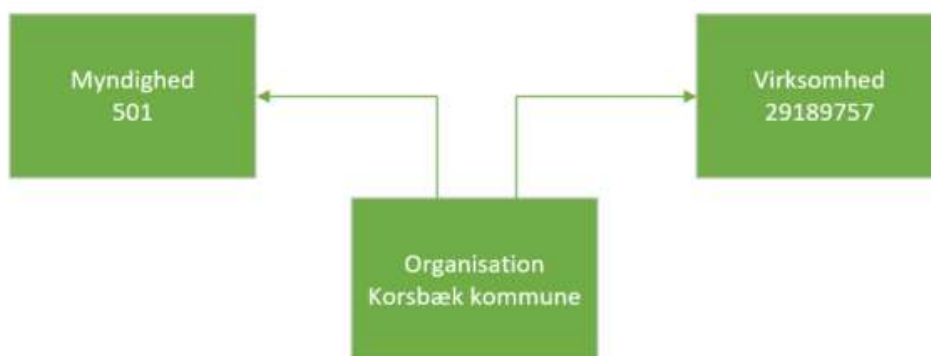 Myndighed
501
Virksomhed
29189757
Organisation
Korsbæk kommune